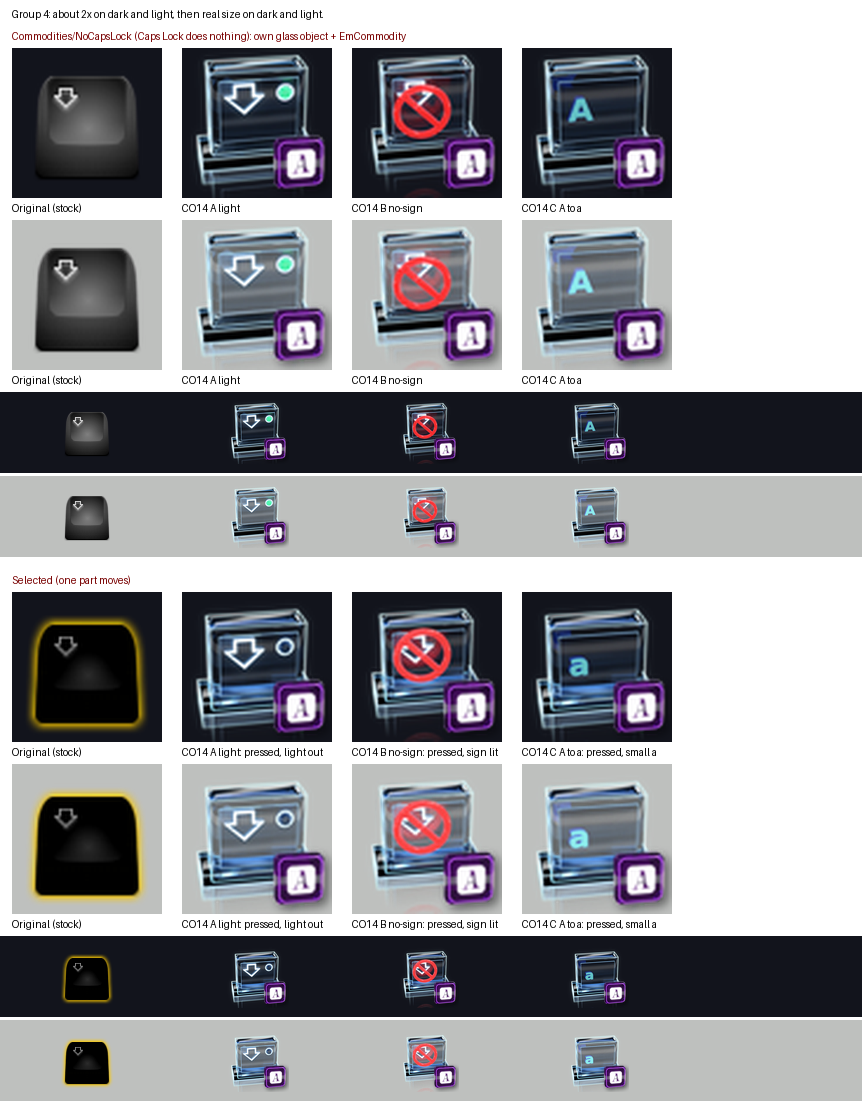 Group 4: about 2x on dark and light, then real size on dark and light.
Commodities/NoCapsLock (Caps Lock does nothing): own glass object + EmCommodity
A
A
A A
Original (stock) CO14 A light CO14 B no-sign CO14 C A to a
A
A
A A
Original (stock) CO14 A light CO14 B no-sign CO14 C A to a
A A A A
A A A A
Selected (one part moves)
A
A
a A
Original (stock) CO14 A light: pressed, light out CO14 B no-sign: pressed, sign lit CO14 C A to a: pressed, small a
A
A
a A
Original (stock) CO14 A light: pressed, light out CO14 B no-sign: pressed, sign lit CO14 C A to a: pressed, small a
A A a A
A A a A